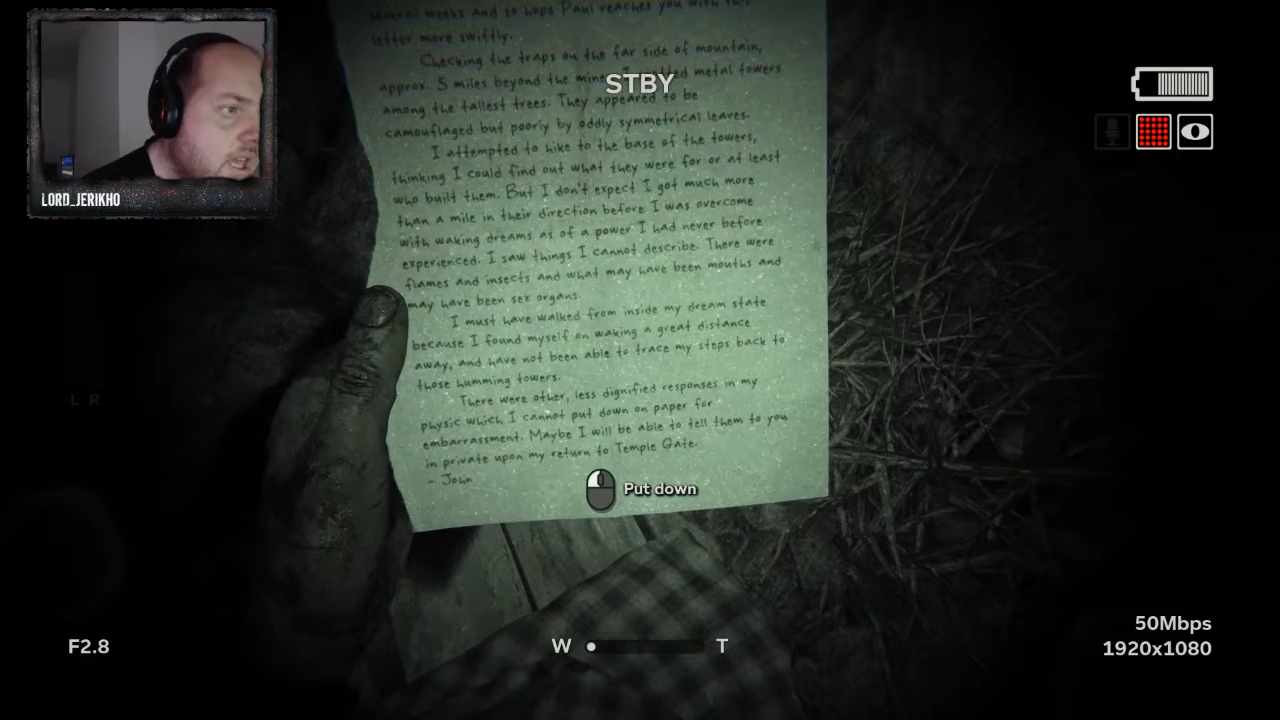 several weeks and so hope Paul reaches you with this
letter more swiftly.
Checking the traps on the far side of mountain,
approx. 5 miles beyond the mine, I metal towers
STBY
among the tallest trees. They appeared to be
camouflaged but poorly by oddly symmetrical leaves.
I attempted to hike to the base of the towers,
thinking I could find out what they were for or at least
who built them. But I don't expect I got much more
than a mile in their direction before I was overcome
with waking dreams as of a power I had never before
experienced. I saw things I cannot describe. There were
flames and insects and what may have been mouths and
may have been sex organs.
I must have walked from inside my dream state
because I found myself on waking a great distance
away, and have not been able to trace my steps back to
those humming towers.
There were other, less dignified responses in my
physic which I cannot put down on paper for
embarrassment. Maybe I will be able to tell them to you
in private upon my return to Temple Gate.
- John
Put down
LORD_JERIKHO
L R
F2.8
W T
50Mbps
1920x1080